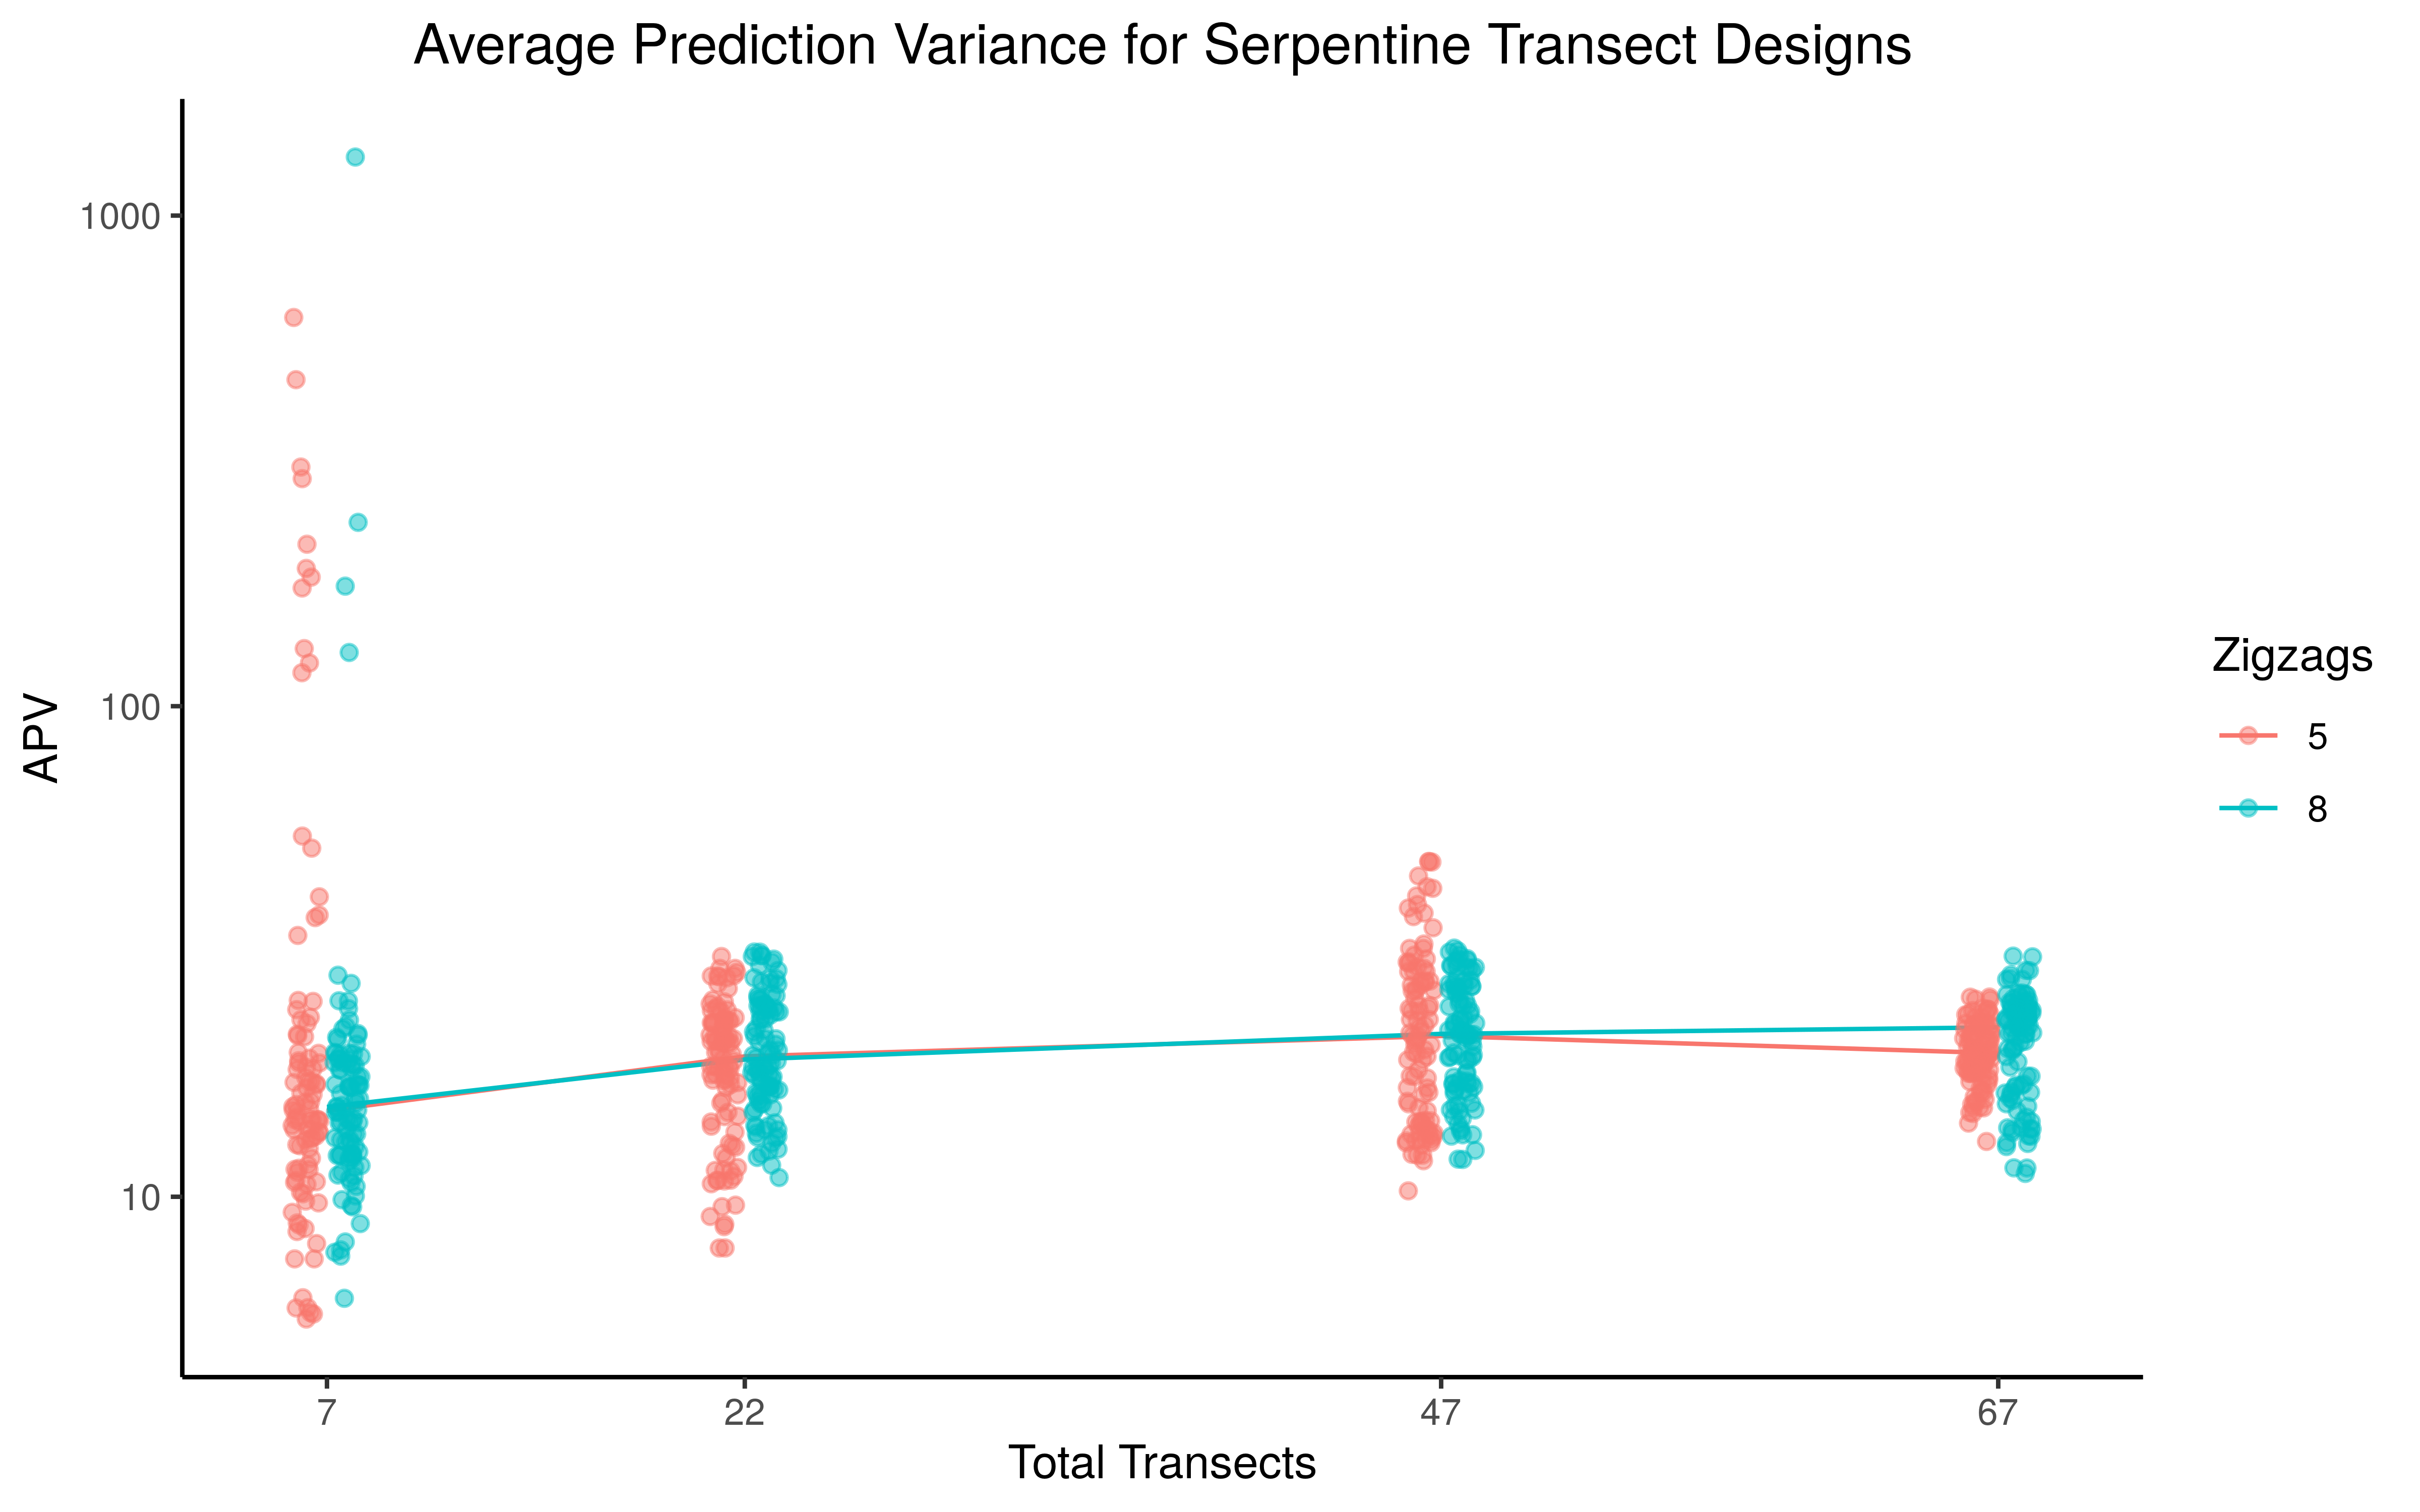 Average Prediction Variance for Serpentine Transect Designs
1000
100
10
APV
7 22 47 67
Total Transects
Zigzags
5
8